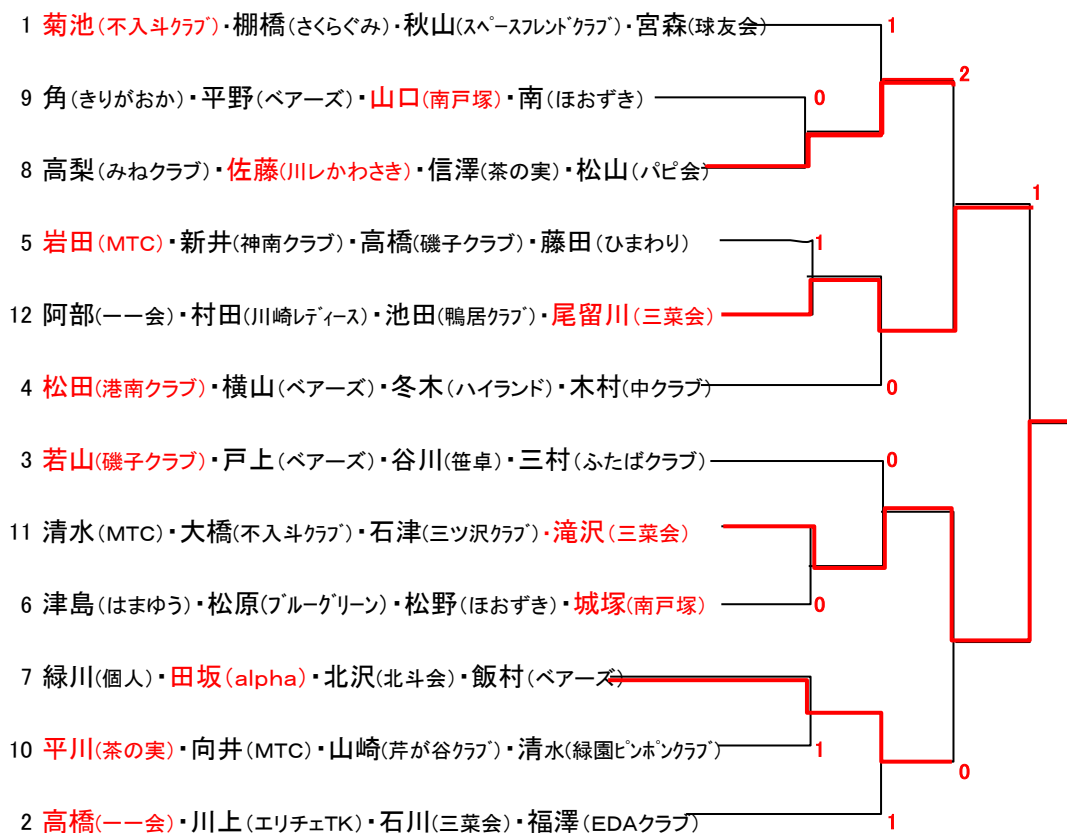 1 菊池(不入斗クラブ)・棚橋(さくらぐみ)・秋山(スペースフレンドクラブ)・宮森(球友会) 1
2
9 角(きりがおか)・平野(ベアーズ)・山口(南戸塚)・南(ほおずき) 0
8 高梨(みねクラブ)・佐藤(川レかわさき)・信澤(茶の実)・松山(パピ会)
1
5 岩田(MTC)・新井(神南クラブ)・高橋(磯子クラブ)・藤田(ひまわり) 1
12 阿部(一一会)・村田(川崎レディース)・池田(鴨居クラブ)・尾留川(三菜会)
4 松田(港南クラブ)・横山(ベアーズ)・冬木(ハイランド)・木村(中クラブ) 0
3 若山(磯子クラブ)・戸上(ベアーズ)・谷川(笹卓)・三村(ふたばクラブ) 0
11 清水(MTC)・大橋(不入斗クラブ)・石津(三ツ沢クラブ)・滝沢(三菜会)
6 津島(はまゆう)・松原(ブルーグリーン)・松野(ほおずき)・城塚(南戸塚) 0
7 緑川(個人)・田坂(alpha)・北沢(北斗会)・飯村(ベアーズ)
10 平川(茶の実)・向井(MTC)・山崎(芹が谷クラブ)・清水(緑園ピンポンクラブ) 1
0
2 高橋(一一会)・川上(エリチェTK)・石川(三菜会)・福澤(EDAクラブ) 1